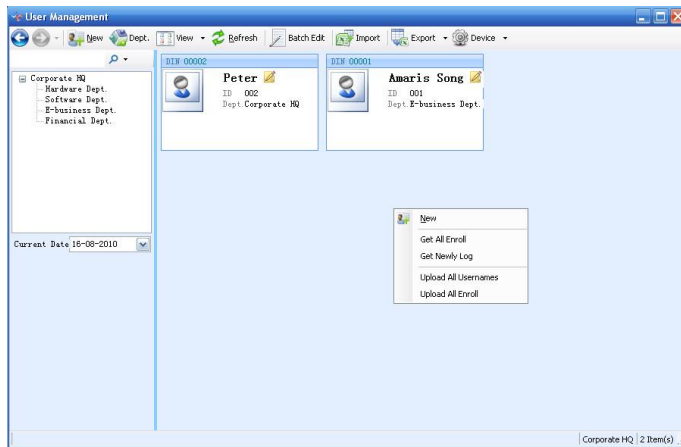 User Management
New Dept. View Refresh Batch Edit Import Export Device
Corporate HQ
Hardware Dept.
Software Dept.
E-business Dept.
Financial Dept.
Current Date 16-08-2010
DIN 00002
Peter
ID 002
Dept.Corporate HQ
DIN 00001
Amaris Song
ID 001
Dept.E-business Dept.
New
Get All Enroll
Get Newly Log
Upload All Usernames
Upload All Enroll
Corporate HQ 2 Item(s)